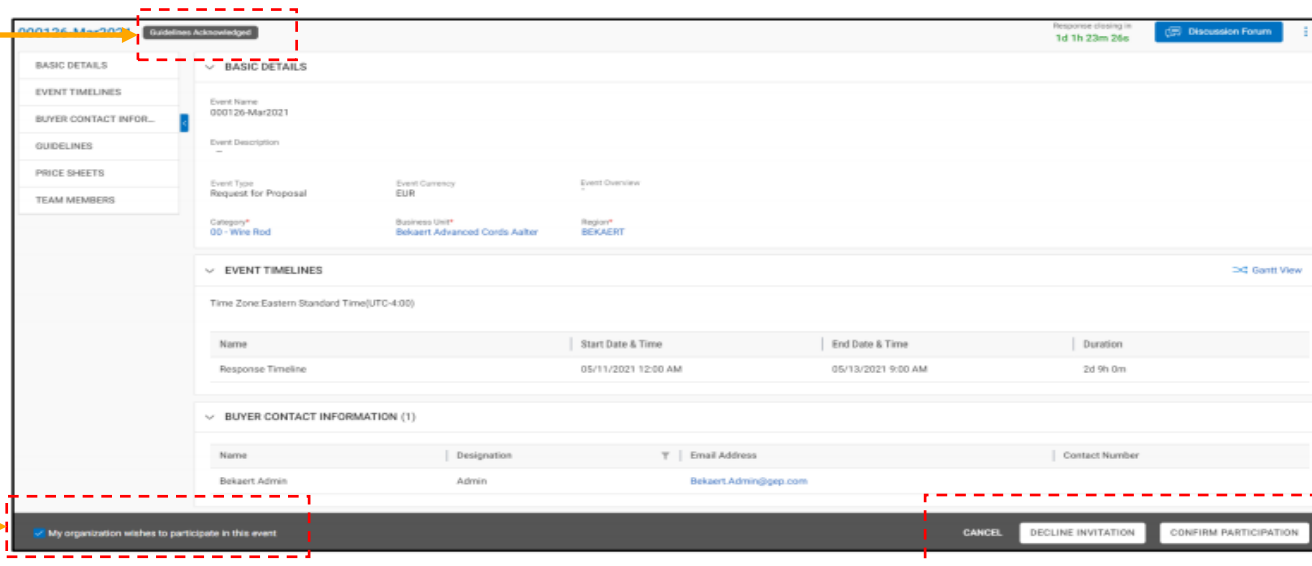 000126-Mar2021 Guidelines Acknowledged
Response closing in
1d 1h 23m 26s
Discussion Forum
BASIC DETAILS
EVENT TIMELINES
BUYER CONTACT INFOR...
GUIDELINES
PRICE SHEETS
TEAM MEMBERS
BASIC DETAILS
Event Name
000126-Mar2021
Event Description
–
Event Type Event Currency Event Overview
Request for Proposal EUR -
Category* Business Unit* Region*
00 - Wire Rod Bekaert Advanced Cords Aalter BEKAERT
EVENT TIMELINES Gantt View
Time Zone:Eastern Standard Time(UTC-4:00)
Name Start Date & Time End Date & Time Duration
Response Timeline 05/11/2021 12:00 AM 05/13/2021 9:00 AM 2d 9h 0m
BUYER CONTACT INFORMATION (1)
Name Designation Email Address Contact Number
Bekaert Admin Admin Bekaert.Admin@gep.com
My organization wishes to participate in this event CANCEL DECLINE INVITATION CONFIRM PARTICIPATION